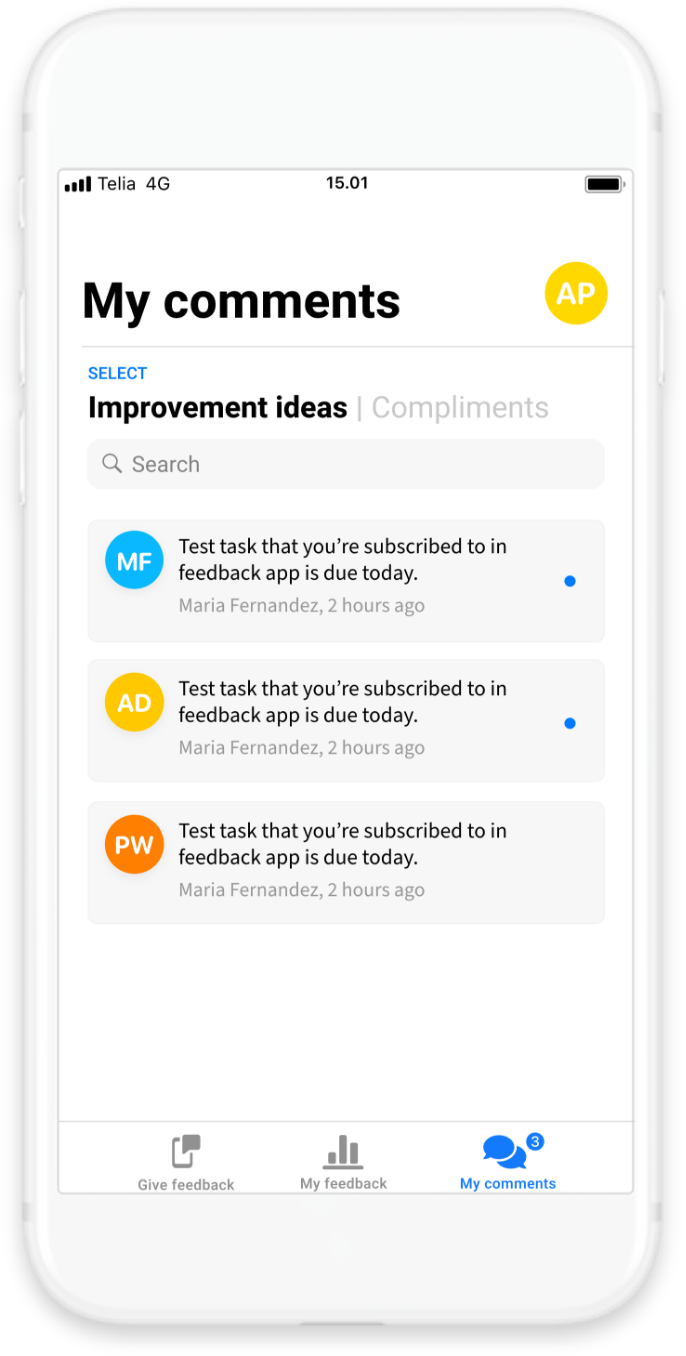 Telia 4G 15.01
My comments
AP
SELECT
Improvement ideas | Compliments
Search
MF
Test task that you’re subscribed to in
feedback app is due today.
Maria Fernandez, 2 hours ago
AD
Test task that you’re subscribed to in
feedback app is due today.
Maria Fernandez, 2 hours ago
PW
Test task that you’re subscribed to in
feedback app is due today.
Maria Fernandez, 2 hours ago
3
Give feedback My feedback My comments